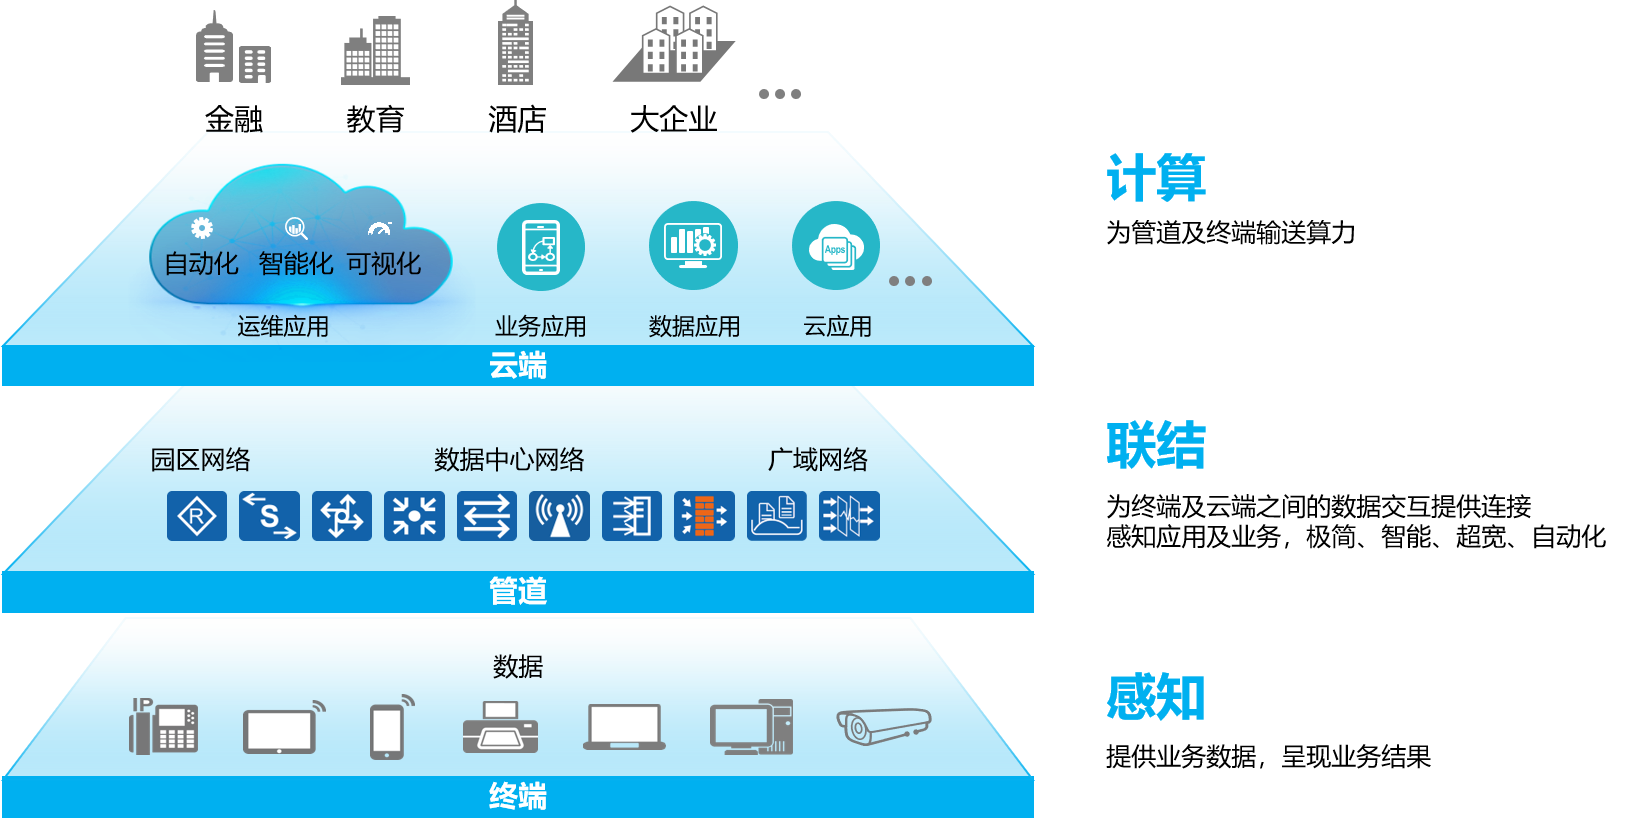 金融
教育
酒店
大企业
计算
为管道及终端输送算力
自动化
智能化
可视化
Apps
运维应用
业务应用
数据应用
云应用
云端
联结
为终端及云端之间的数据交互提供连接
感知应用及业务，极简、智能、超宽、自动化
园区网络
数据中心网络
广域网络
R
S
管道
感知
提供业务数据，呈现业务结果
数据
IP
终端